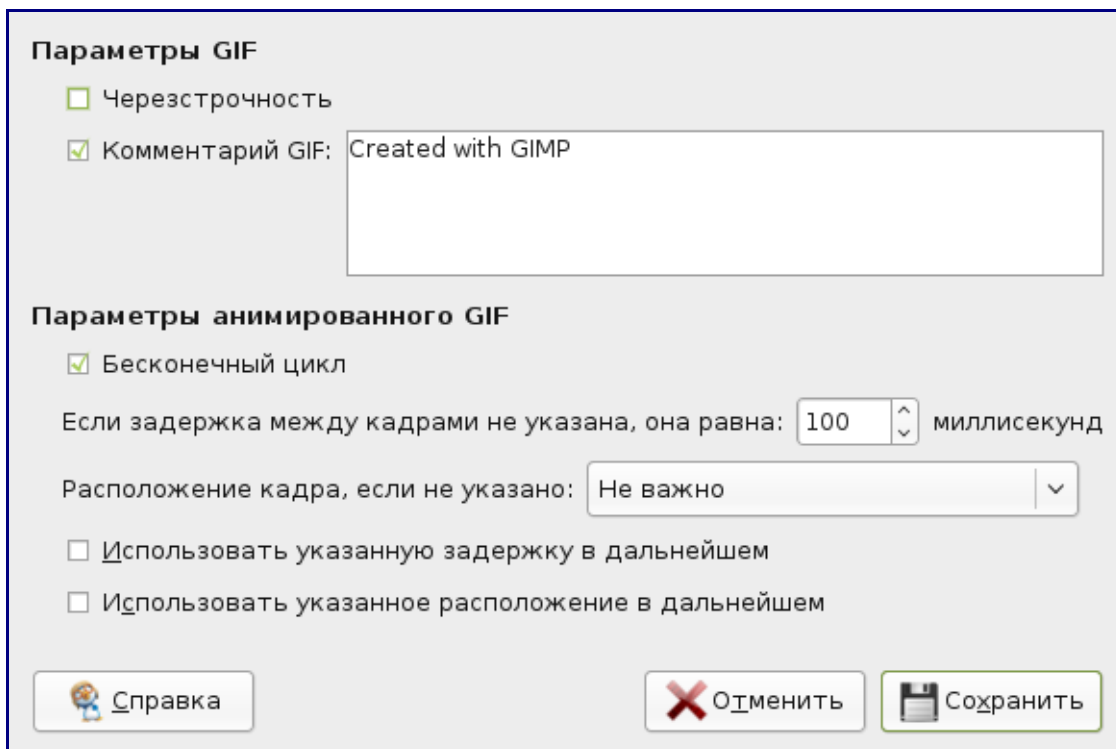 Параметры GIF
Черезстрочность
Комментарий GIF: Created with GIMP
Параметры анимированного GIF
Бесконечный цикл
Если задержка между кадрами не указана, она равна: 100 миллисекунд
Расположение кадра, если не указано: Не важно
Использовать указанную задержку в дальнейшем
Использовать указанное расположение в дальнейшем
Справка Отменить Сохранить